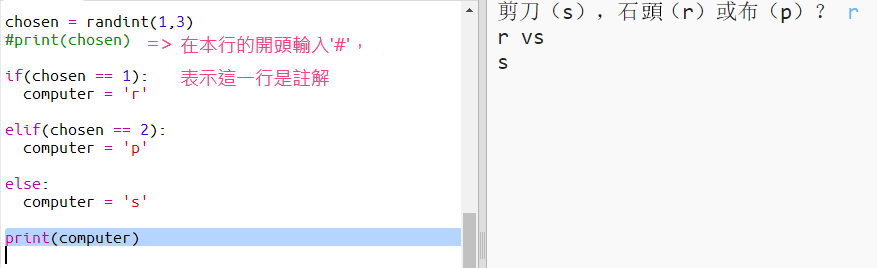 chosen = randint(1,3)
#print(chosen) => 在本行的開頭輸入'#'，
表示這一行是註解
if(chosen == 1):
computer = 'r'
elif(chosen == 2):
computer = 'p'
else:
computer = 's'
print(computer)
剪刀（s），石頭（r）或布（p）？ r
r vs
s